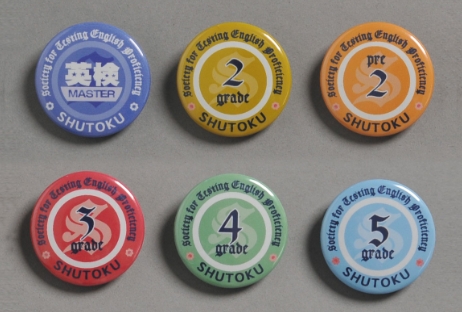 Society for Testing English Proficiency
英検
MASTER
SHUTOKU
Society for Testing English Proficiency
2
grade
SHUTOKU
Society for Testing English Proficiency
pre
2
SHUTOKU
Society for Testing English Proficiency
3
grade
SHUTOKU
Society for Testing English Proficiency
4
grade
SHUTOKU
Society for Testing English Proficiency
5
grade
SHUTOKU